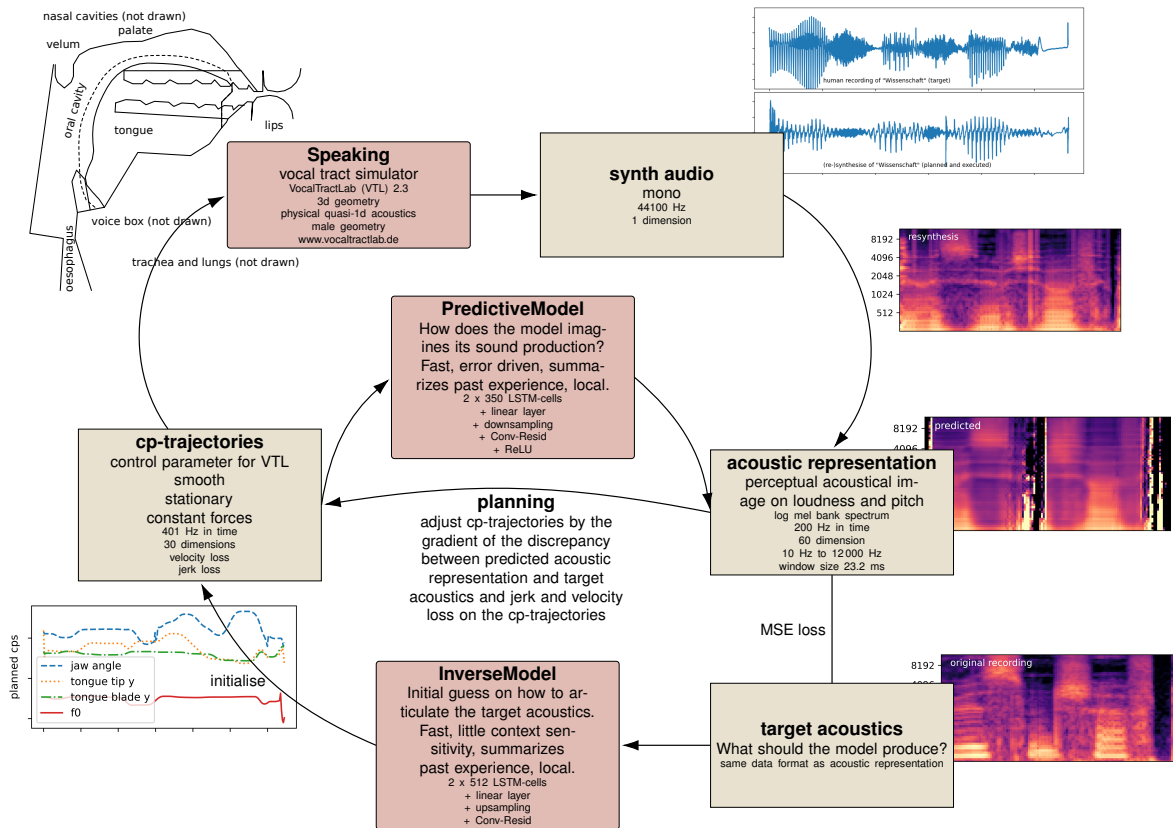 nasal cavities (not drawn)
palate
velum
oral cavity
tongue
lips
voice box (not drawn)
oesophagus
trachea and lungs (not drawn)
Speaking
vocal tract simulator
VocalTractLab (VTL) 2.3
3d geometry
physical quasi-1d acoustics
male geometry
www.vocaltractlab.de
synth audio
mono
44100 Hz
1 dimension
human recording of "Wissenschaft" (target)
(re-)synthesise of "Wissenschaft" (planned and executed)
resynthesis
8192
4096
2048
1024
512
PredictiveModel
How does the model imag-
ines its sound production?
Fast, error driven, summa-
rizes past experience, local.
2 x 350 LSTM-cells
+ linear layer
+ downsampling
+ Conv-Resid
+ ReLU
cp-trajectories
control parameter for VTL
smooth
stationary
constant forces
401 Hz in time
30 dimensions
velocity loss
jerk loss
planning
adjust cp-trajectories by the
gradient of the discrepancy
between predicted acoustic
representation and target
acoustics and jerk and velocity
loss on the cp-trajectories
predicted
8192
4096
acoustic representation
perceptual acoustical im-
age on loudness and pitch
log mel bank spectrum
200 Hz in time
60 dimension
10 Hz to 12000 Hz
window size 23.2 ms
MSE loss
planned cps
jaw angle
tongue tip y
tongue blade y
f0
initialise
InverseModel
Initial guess on how to ar-
ticulate the target acoustics.
Fast, little context sen-
sitivity, summarizes
past experience, local.
2 x 512 LSTM-cells
+ linear layer
+ upsampling
+ Conv-Resid
original recording
8192
4096
target acoustics
What should the model produce?
same data format as acoustic representation